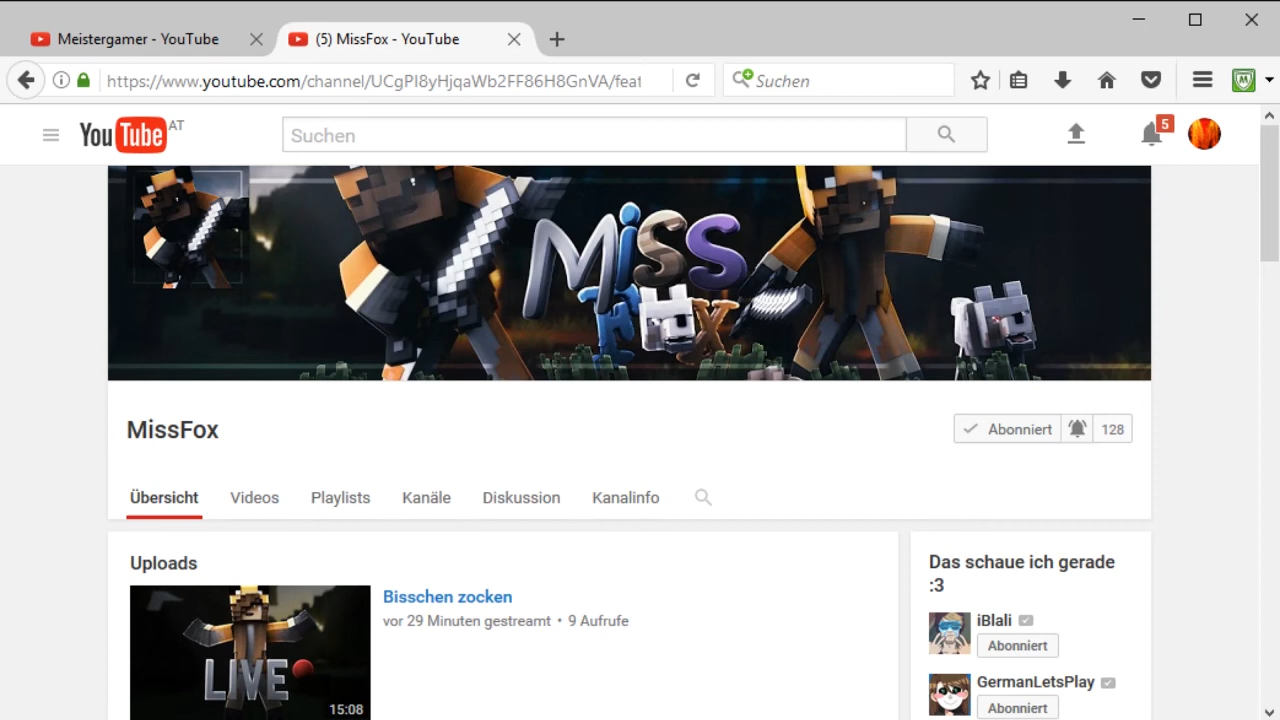 Meistergamer - YouTube
(5) MissFox - YouTube
https://www.youtube.com/channel/UCgPI8yHjqaWb2FF86H8GnVA/feat
Suchen
YouTube AT
Suchen
5
MiSS
FOX
MissFox
Abonniert
128
Übersicht
Videos
Playlists
Kanäle
Diskussion
Kanalinfo
Uploads
Bisschen zocken
vor 29 Minuten gestreamt • 9 Aufrufe
LIVE
15:08
Das schaue ich gerade
:3
iBlali
Abonniert
GermanLetsPlay
Abonniert